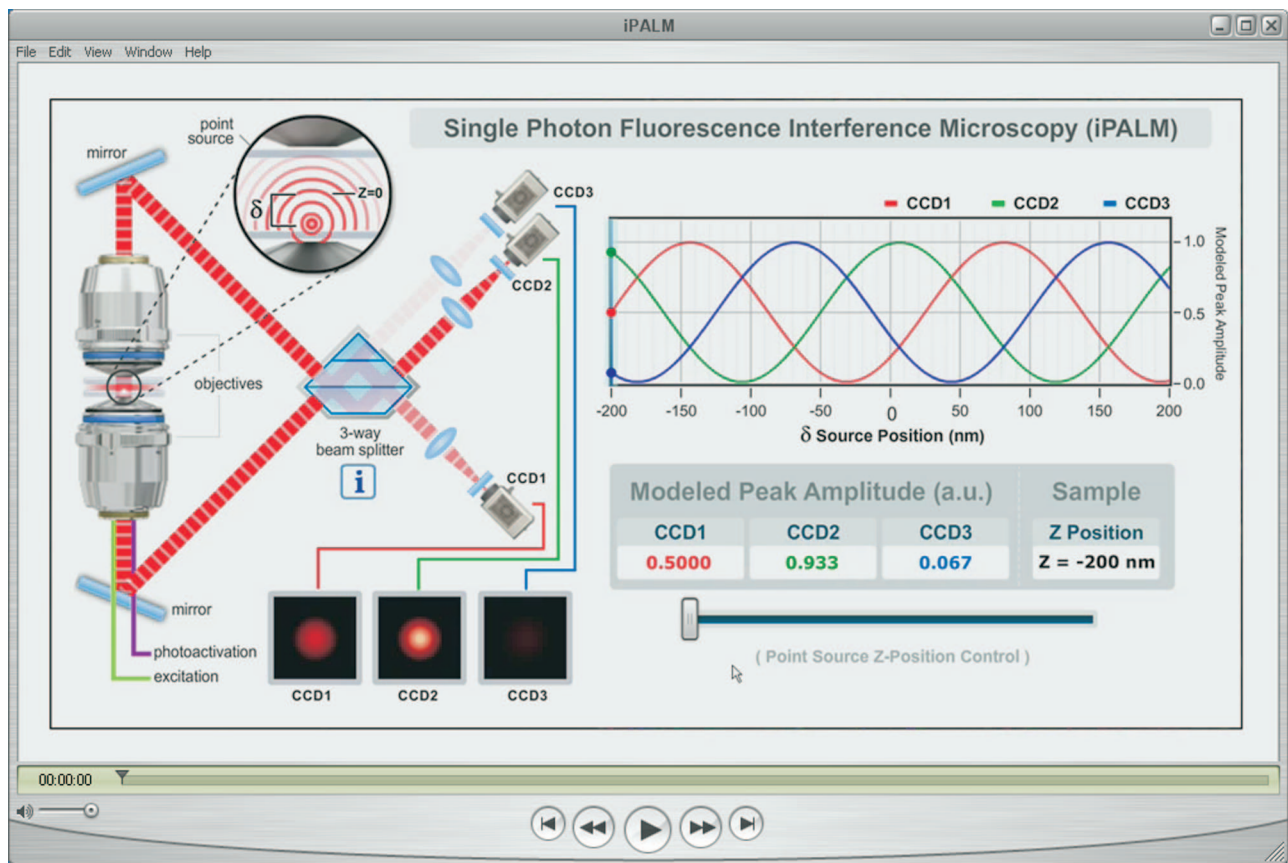 iPALM
File Edit View Window Help
Single Photon Fluorescence Interference Microscopy (iPALM)
point
source
mirror
Z=0
δ
CCD3
CCD2
objectives
3-way
beam splitter
i
CCD1
mirror
photoactivation
excitation
CCD1 CCD2 CCD3
CCD1 CCD2 CCD3
1.0
0.5
0.0
Modeled Peak Amplitude
-200 -150 -100 -50 0 50 100 150 200
δ Source Position (nm)
Modeled Peak Amplitude (a.u.) Sample
CCD1 CCD2 CCD3 Z Position
0.5000 0.933 0.067 Z = -200 nm
( Point Source Z-Position Control )
00:00:00